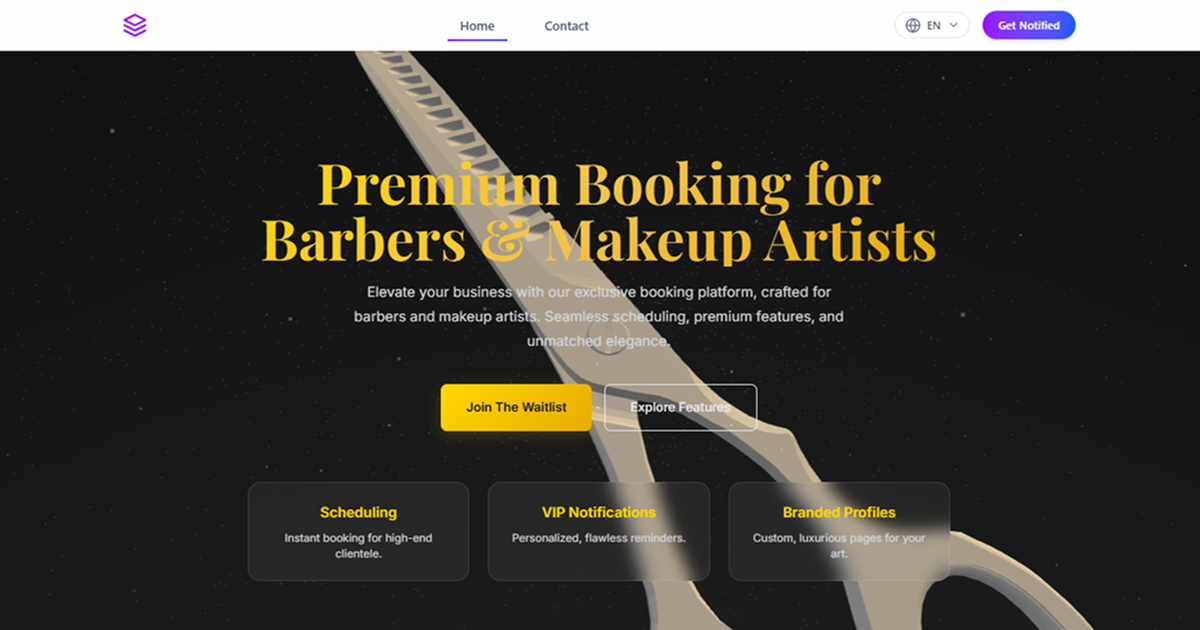 Home
Contact
EN
Get Notified
Premium Booking for
Barbers & Makeup Artists
Elevate your business with our exclusive booking platform, crafted for
barbers and makeup artists. Seamless scheduling, premium features, and
unmatched elegance.
Join The Waitlist
Explore Features
Scheduling
Instant booking for high-end
clientele.
VIP Notifications
Personalized, flawless reminders.
Branded Profiles
Custom, luxurious pages for your
art.